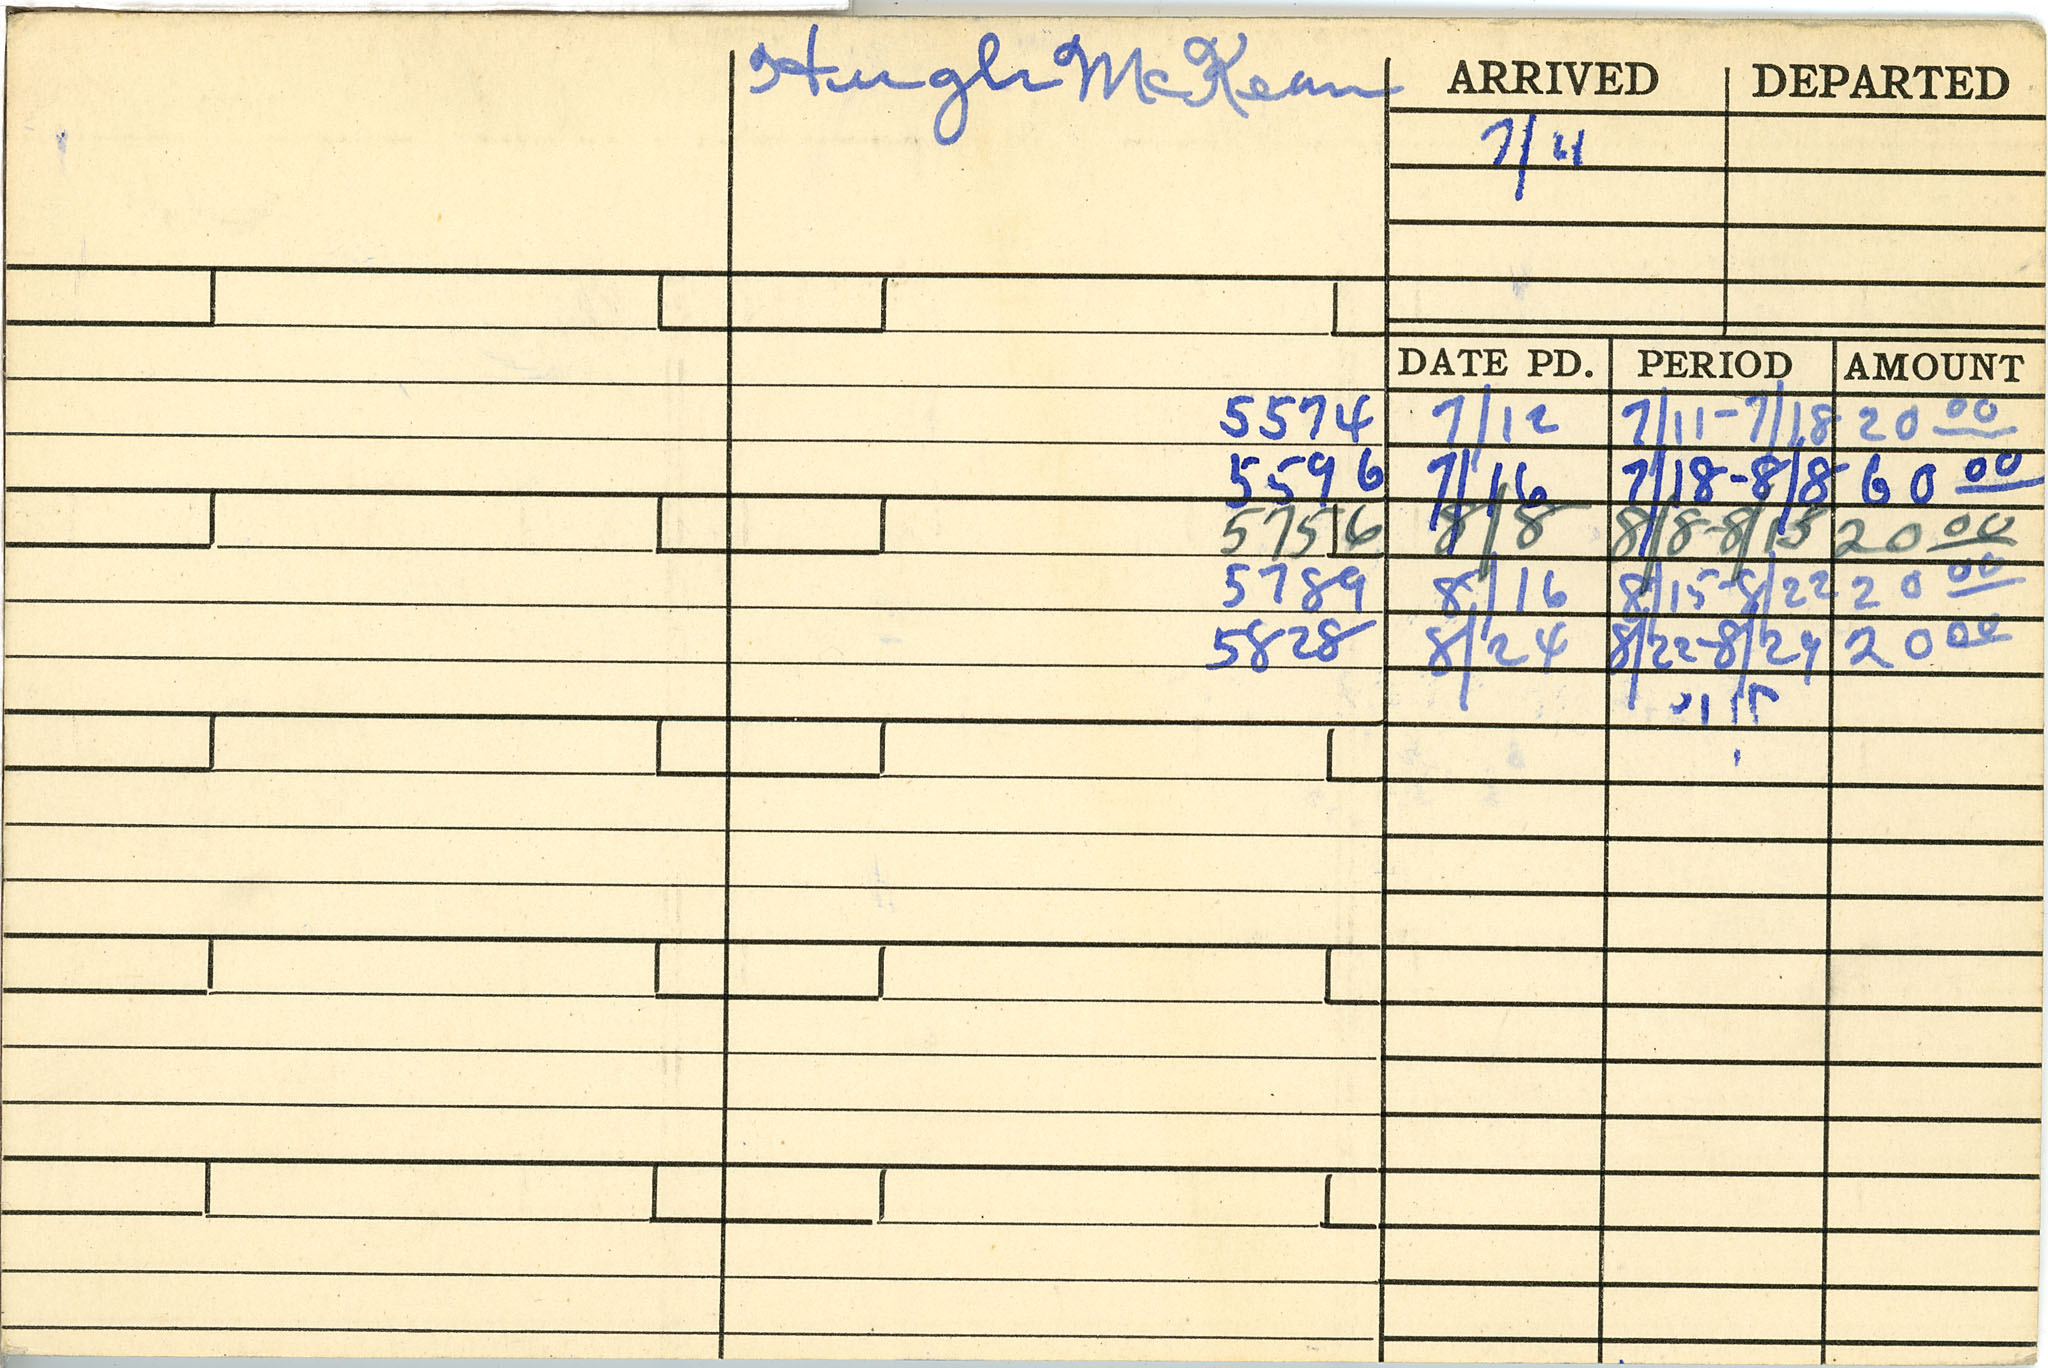 Hugh McKean ARRIVED DEPARTED
7/11
DATE PD. PERIOD AMOUNT
5574 7/12 7/11-7/18 20 00
5596 7/16 7/18-8/8 60 00
5756 8/8 8/8-8/15 20 00
5789 8/16 8/15-8/22 20 00
5828 8/24 8/22-8/29 20 00